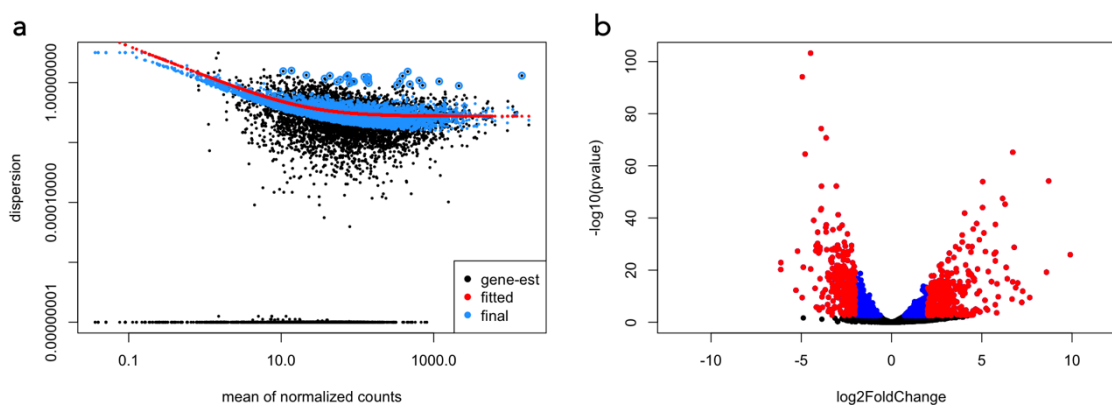 a
dispersion
1.00000000
0.00010000
0.00000001
0.1
10.0
1000.0
mean of normalized counts
gene-est
fitted
final
b
-log10(pvalue)
100
80
60
40
20
0
-10
-5
0
5
10
log2FoldChange